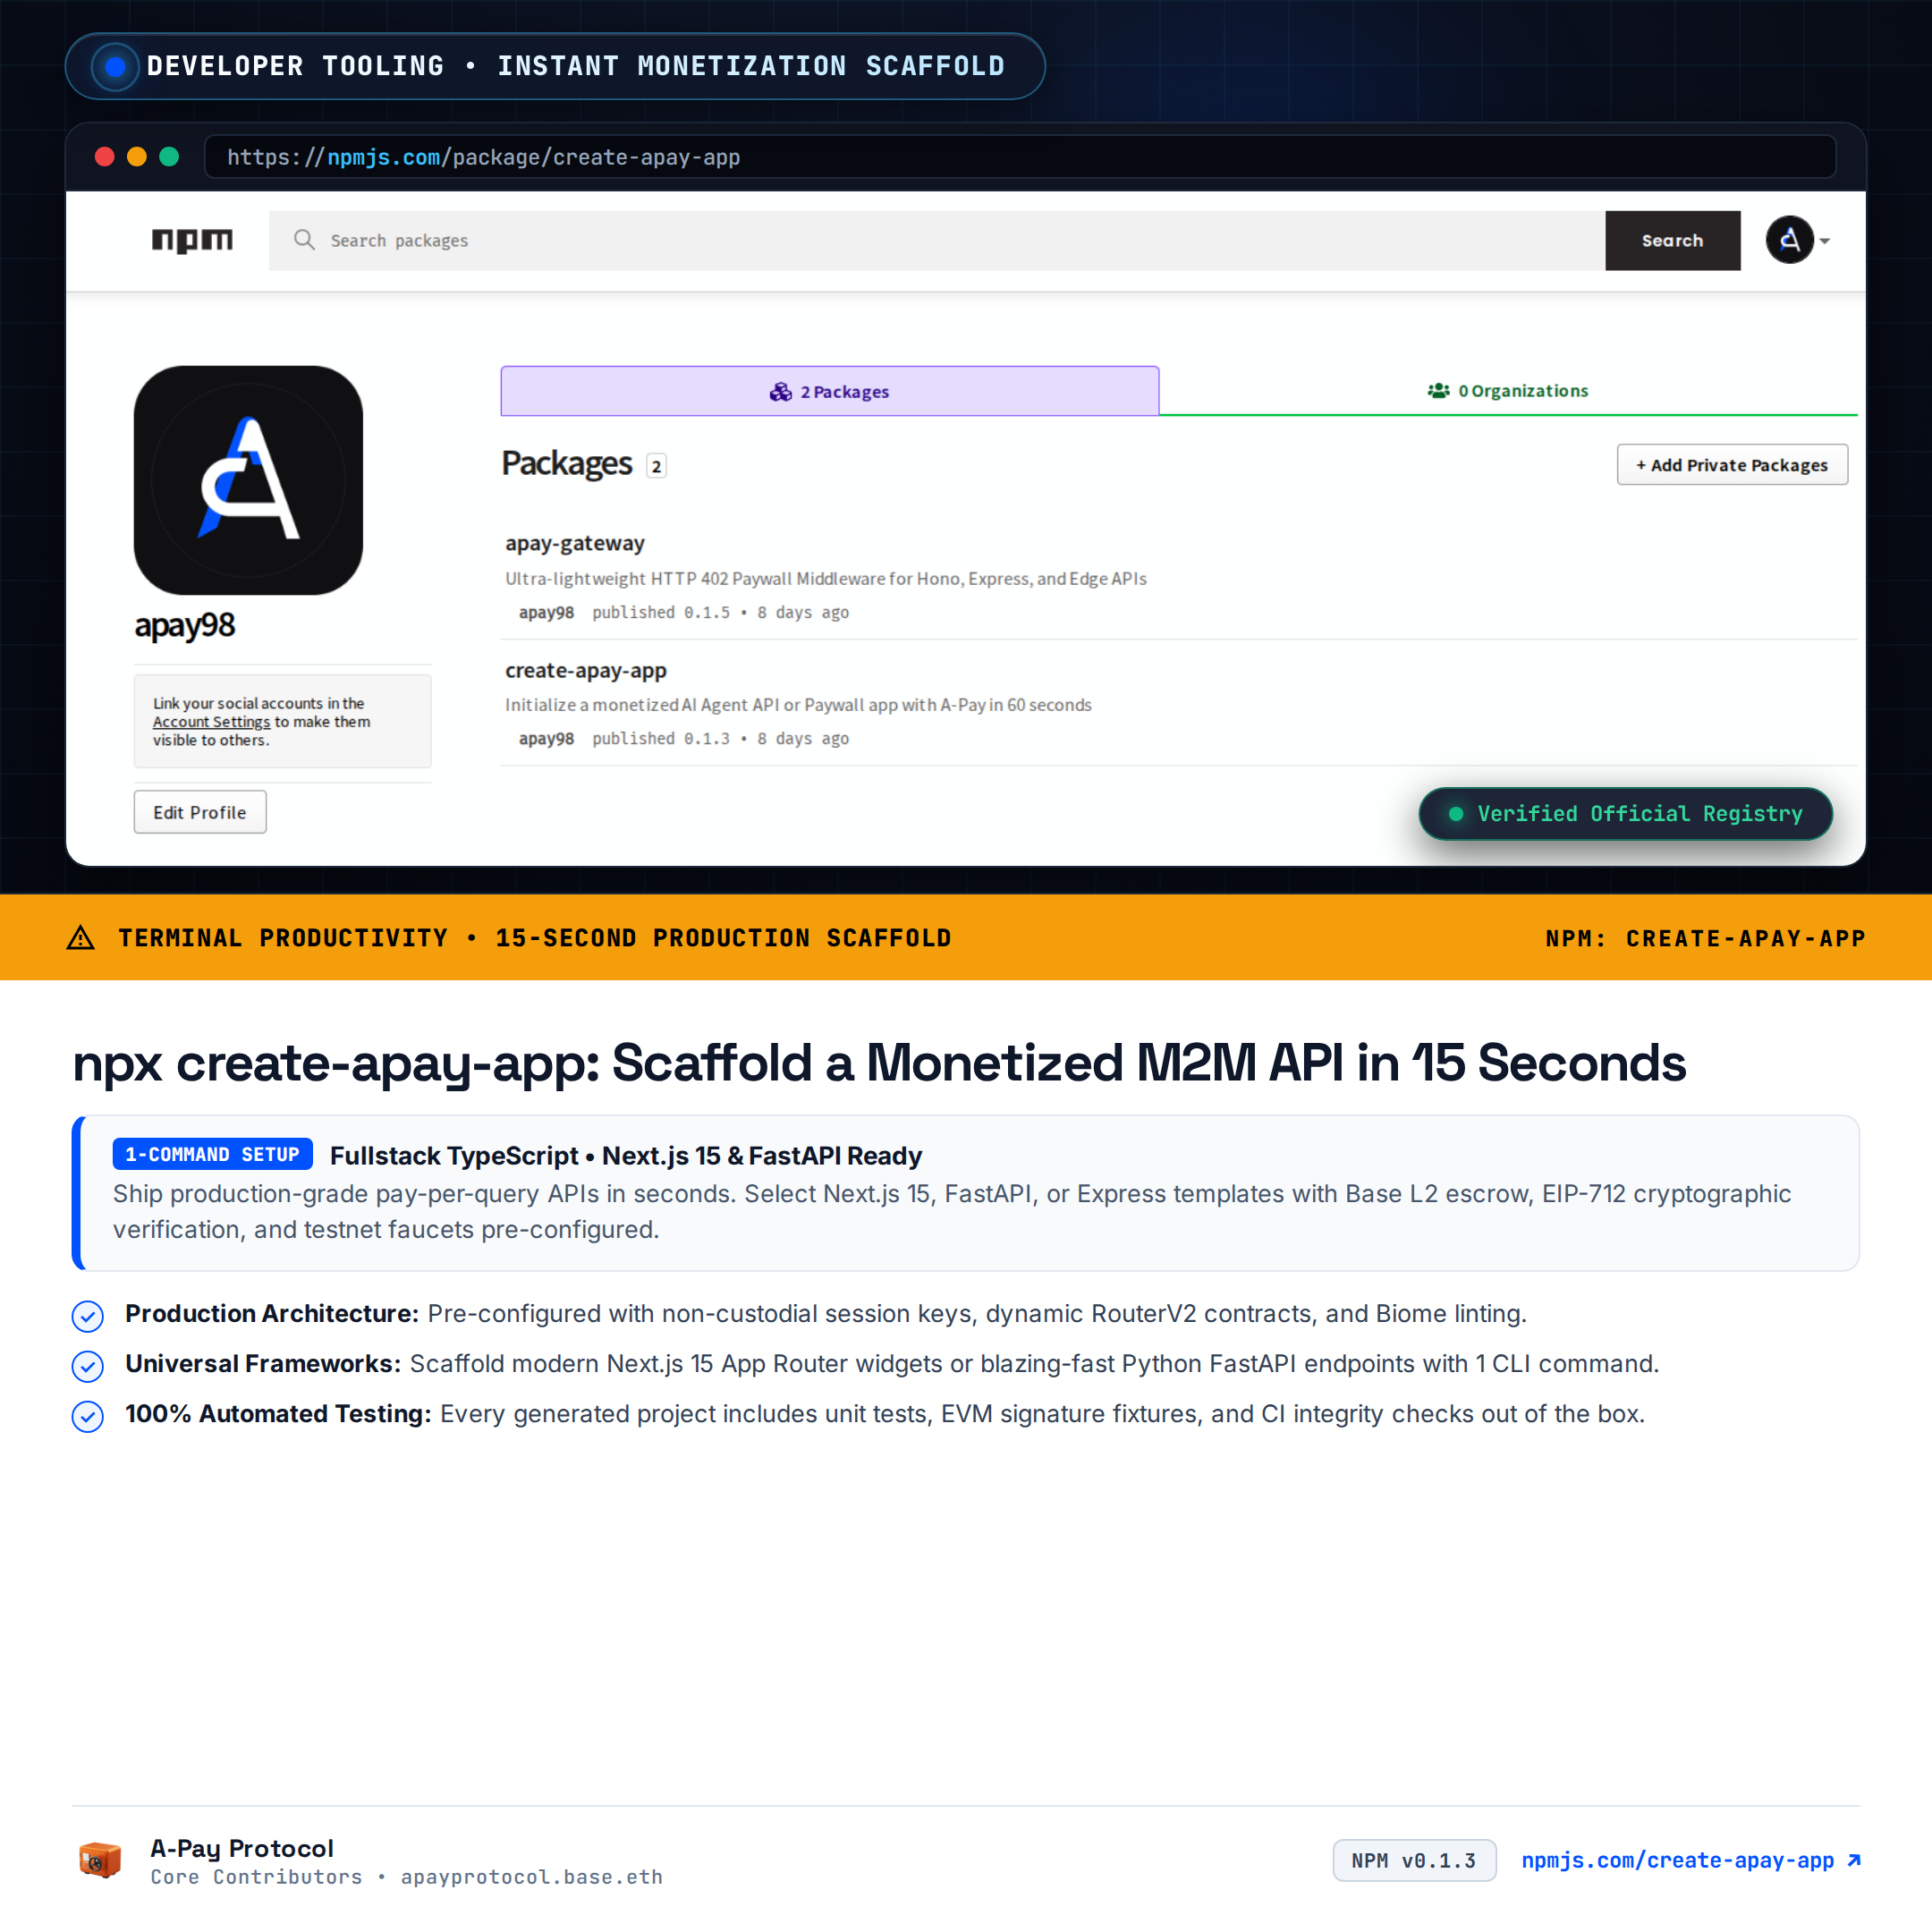 DEVELOPER TOOLING • INSTANT MONETIZATION SCAFFOLD
https://npmjs.com/package/create-apay-app
npm
Search packages
Search
2 Packages
0 Organizations
Packages 2
+ Add Private Packages
apay-gateway
Ultra-lightweight HTTP 402 Paywall Middleware for Hono, Express, and Edge APIs
apay98 published 0.1.5 • 8 days ago
create-apay-app
Initialize a monetized AI Agent API or Paywall app with A-Pay in 60 seconds
apay98 published 0.1.3 • 8 days ago
apay98
Link your social accounts in the
Account Settings to make them
visible to others.
Edit Profile
Verified Official Registry
TERMINAL PRODUCTIVITY • 15-SECOND PRODUCTION SCAFFOLD
NPM: CREATE-APAY-APP
npx create-apay-app: Scaffold a Monetized M2M API in 15 Seconds
1-COMMAND SETUP Fullstack TypeScript • Next.js 15 & FastAPI Ready
Ship production-grade pay-per-query APIs in seconds. Select Next.js 15, FastAPI, or Express templates with Base L2 escrow, EIP-712 cryptographic
verification, and testnet faucets pre-configured.
Production Architecture: Pre-configured with non-custodial session keys, dynamic RouterV2 contracts, and Biome linting.
Universal Frameworks: Scaffold modern Next.js 15 App Router widgets or blazing-fast Python FastAPI endpoints with 1 CLI command.
100% Automated Testing: Every generated project includes unit tests, EVM signature fixtures, and CI integrity checks out of the box.
A-Pay Protocol
Core Contributors • apayprotocol.base.eth
NPM v0.1.3
npmjs.com/create-apay-app ↗